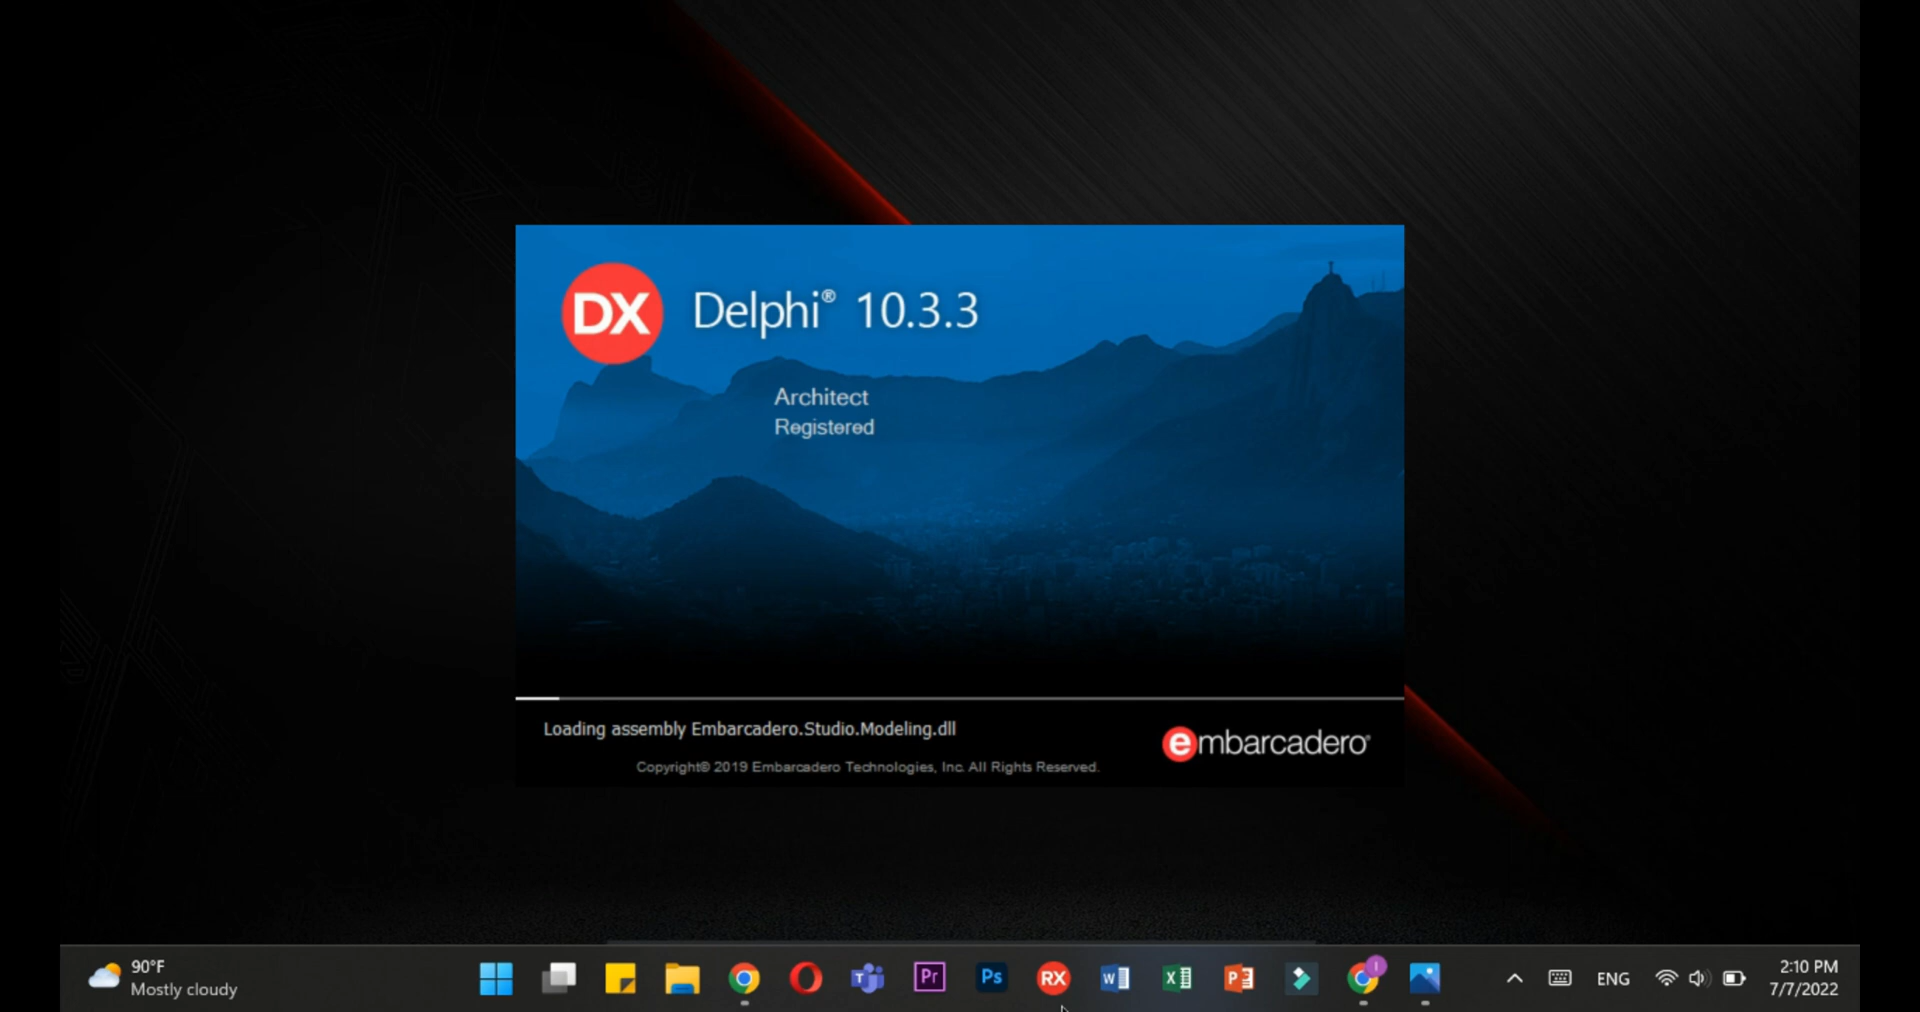 DX
Delphi® 10.3.3
Architect
Registered
Loading assembly Embarcadero.Studio.Modeling.dll
embarcadero®
Copyright© 2019 Embarcadero Technologies, Inc. All Rights Reserved.
90°F
Mostly cloudy
T
Pr
Ps
RX
W
X
P
1
ENG
2:10 PM
7/7/2022